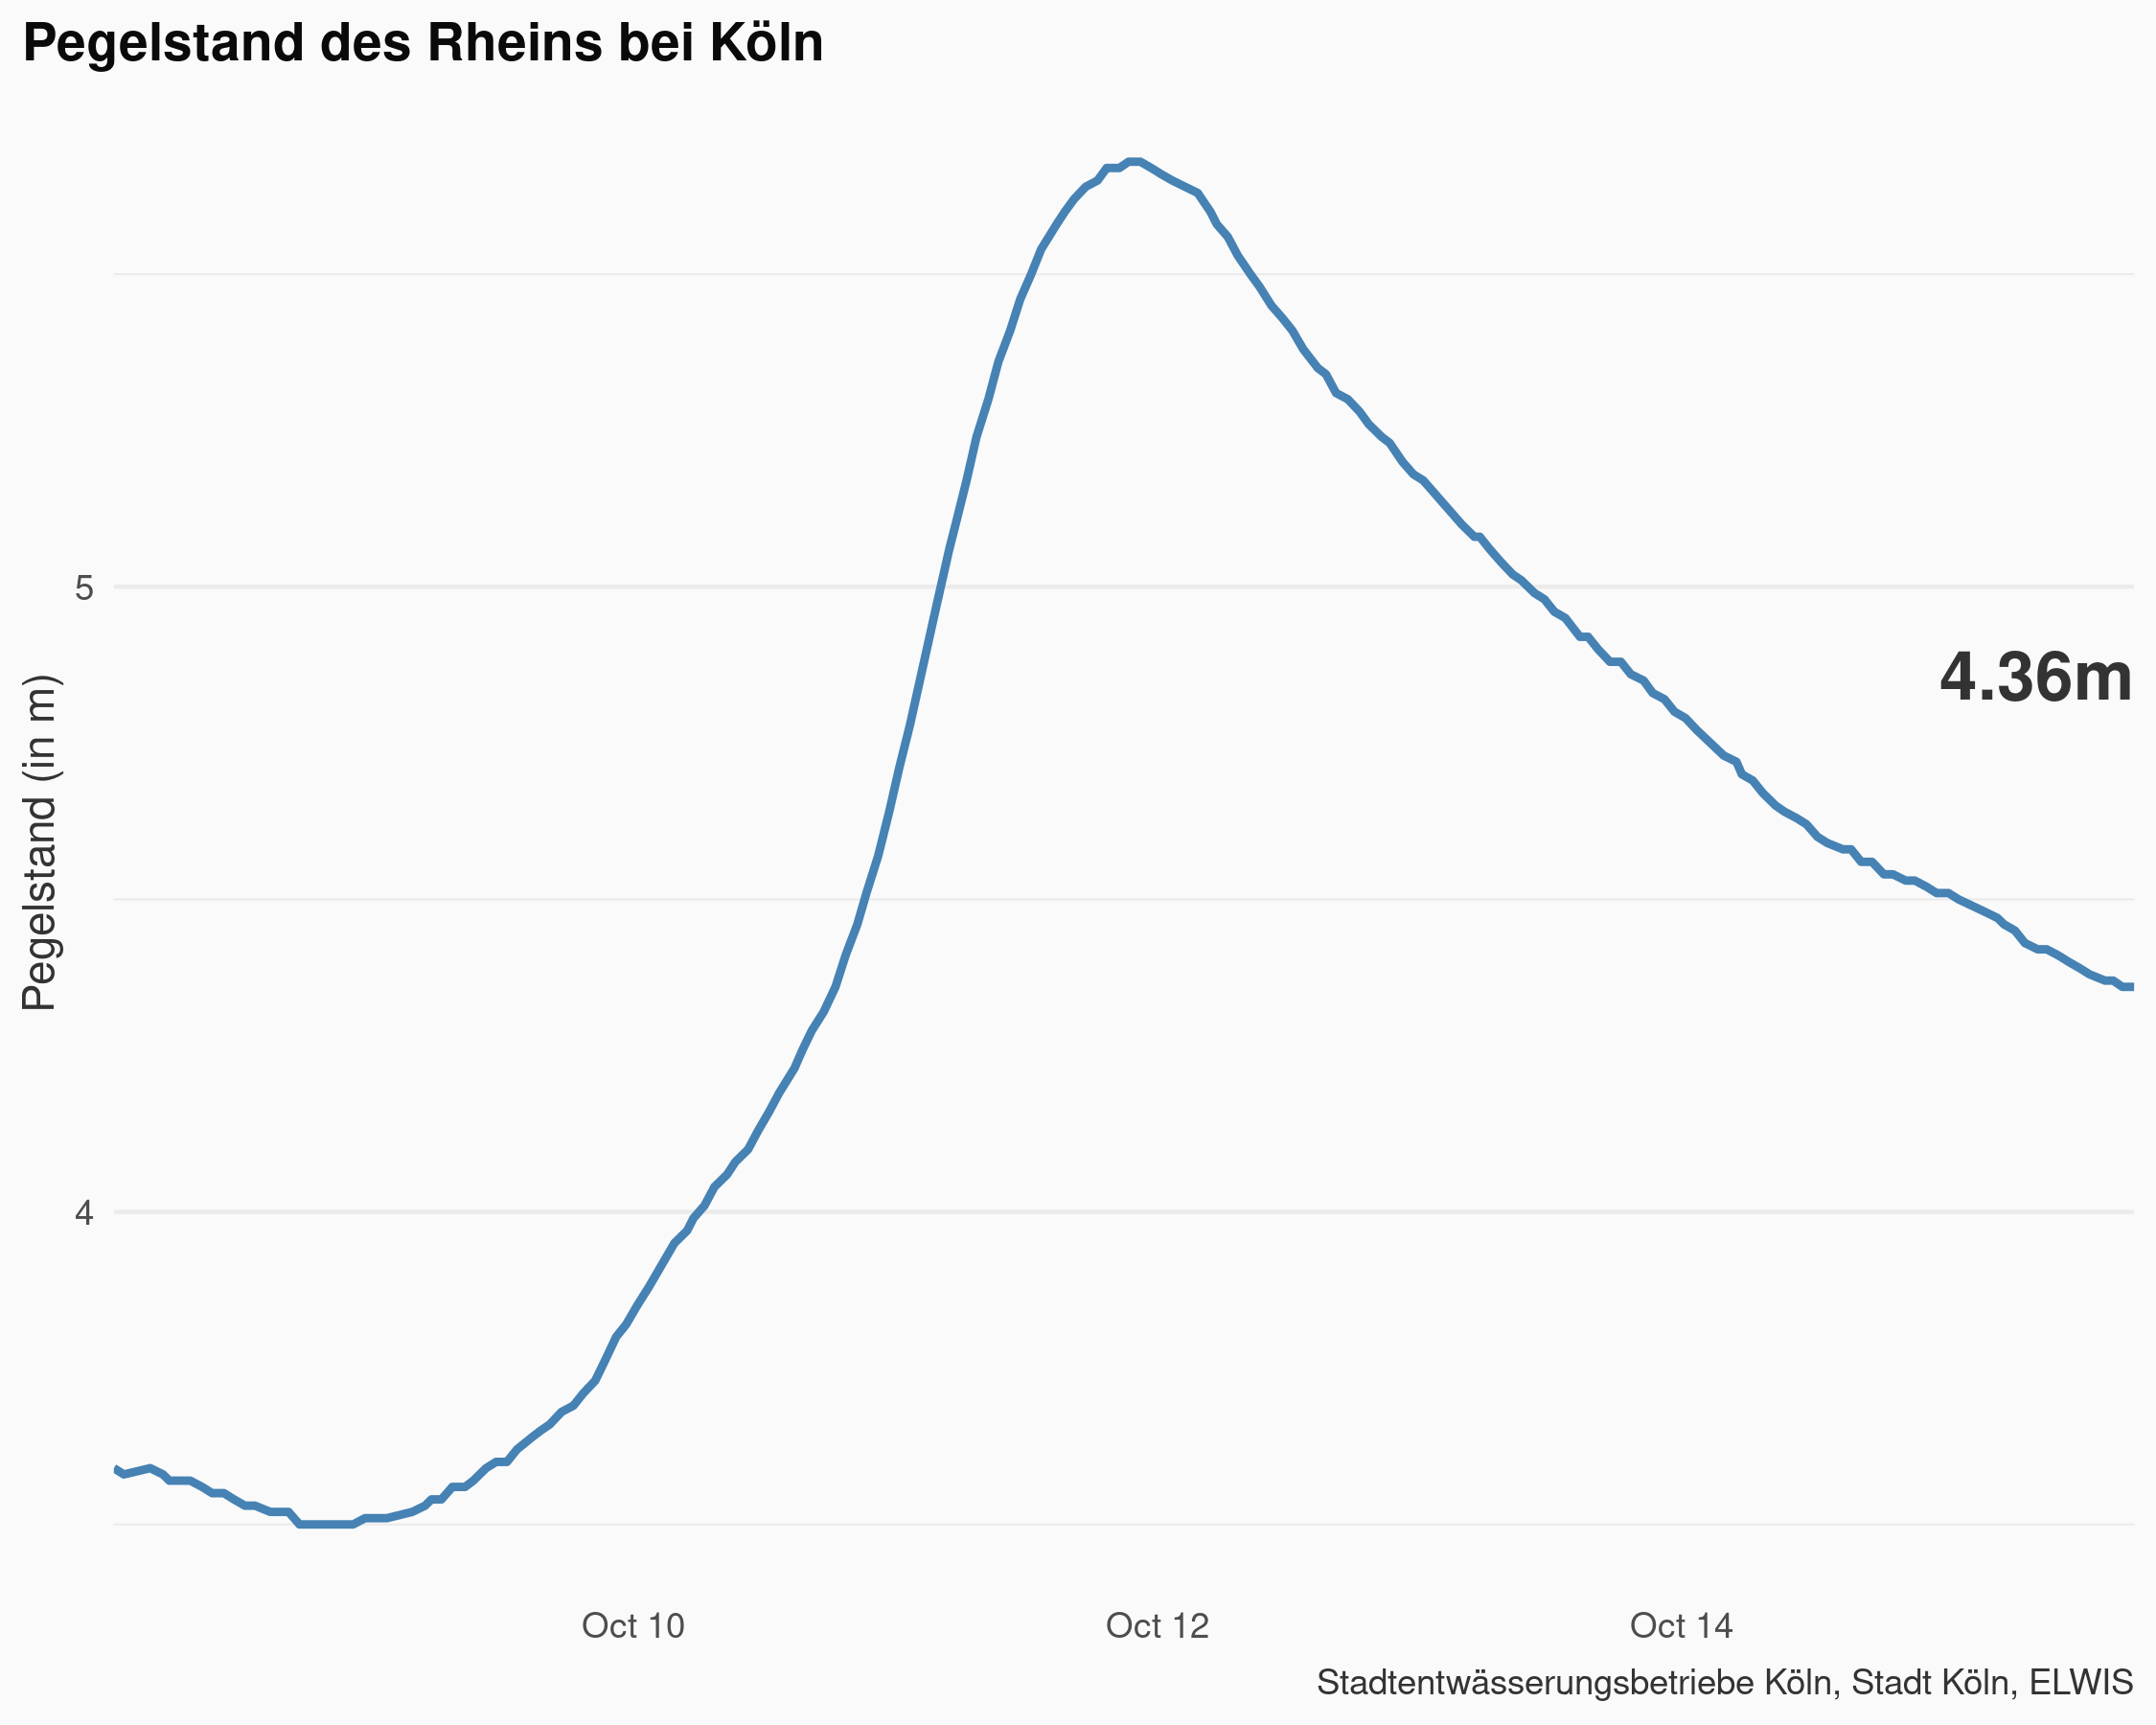 Pegelstand des Rheins bei Köln
Pegelstand (in m)
5
4
4.36m
Oct 10
Oct 12
Oct 14
Stadtentwässerungsbetriebe Köln, Stadt Köln, ELWIS